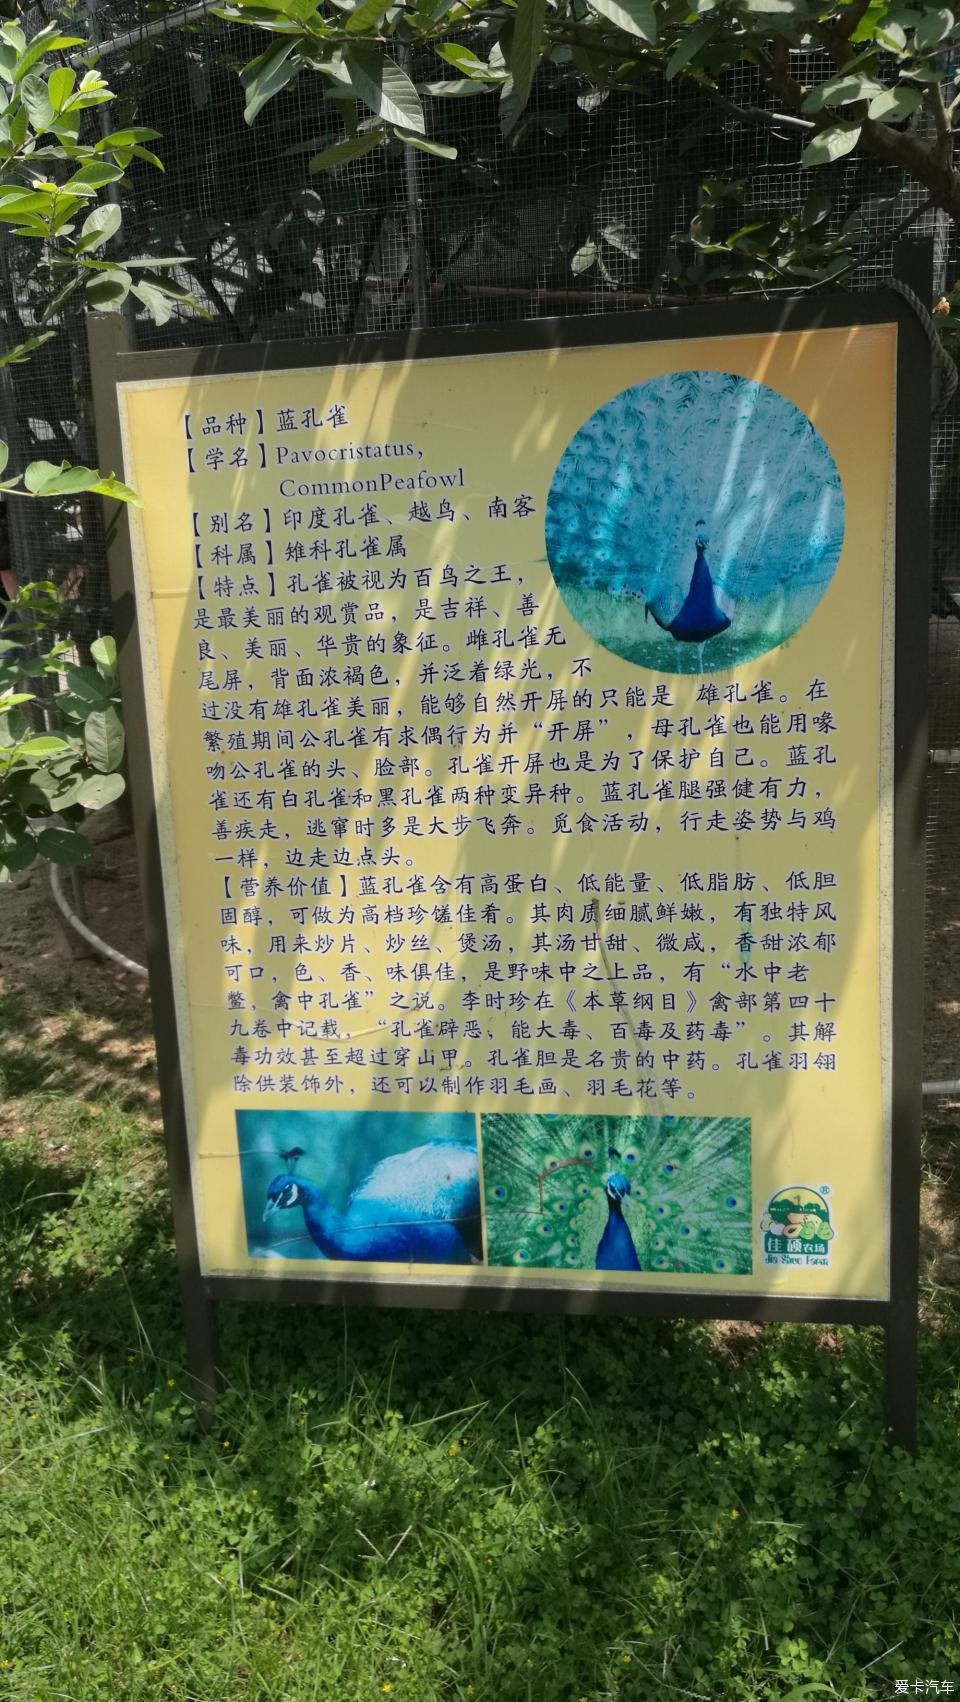 【品种】蓝孔雀
【学名】Pavocristatus,
CommonPeafowl
【别名】印度孔雀、越鸟、南客
【科属】雉科孔雀属
【特点】孔雀被视为百鸟之王，
是最美丽的观赏品，是吉祥、善
良、美丽、华贵的象征。雌孔雀无
尾屏，背面浓褐色，并泛着绿光，不
过没有雄孔雀美丽，能够自然开屏的只能是 雄孔雀。在
繁殖期间公孔雀有求偶行为并“开屏”，母孔雀也能用喙
吻公孔雀的头、脸部。孔雀开屏也是为了保护自己。蓝孔
雀还有白孔雀和黑孔雀两种变异种。蓝孔雀腿强健有力，
善疾走，逃窜时多是大步飞奔。觅食活动，行走姿势与鸡
一样，边走边点头。
【营养价值】蓝孔雀含有高蛋白、低能量、低脂肪、低胆
固醇，可做为高档珍馐佳肴。其肉质细腻鲜嫩，有独特风
味，用来炒片、炒丝、煲汤，其汤甘甜、微咸，香甜浓郁
可口，色、香、味俱佳，是野味中之上品，有“水中老
鳖，禽中孔雀”之说。李时珍在《本草纲目》禽部第四十
九卷中记载，“孔雀辟恶，能大毒、百毒及药毒”。其解
毒功效甚至超过穿山甲。孔雀胆是名贵的中药。孔雀羽翎
除供装饰外，还可以制作羽毛画、羽毛花等。
®
佳硕农场
Jia Shuo Farm
爱卡汽车